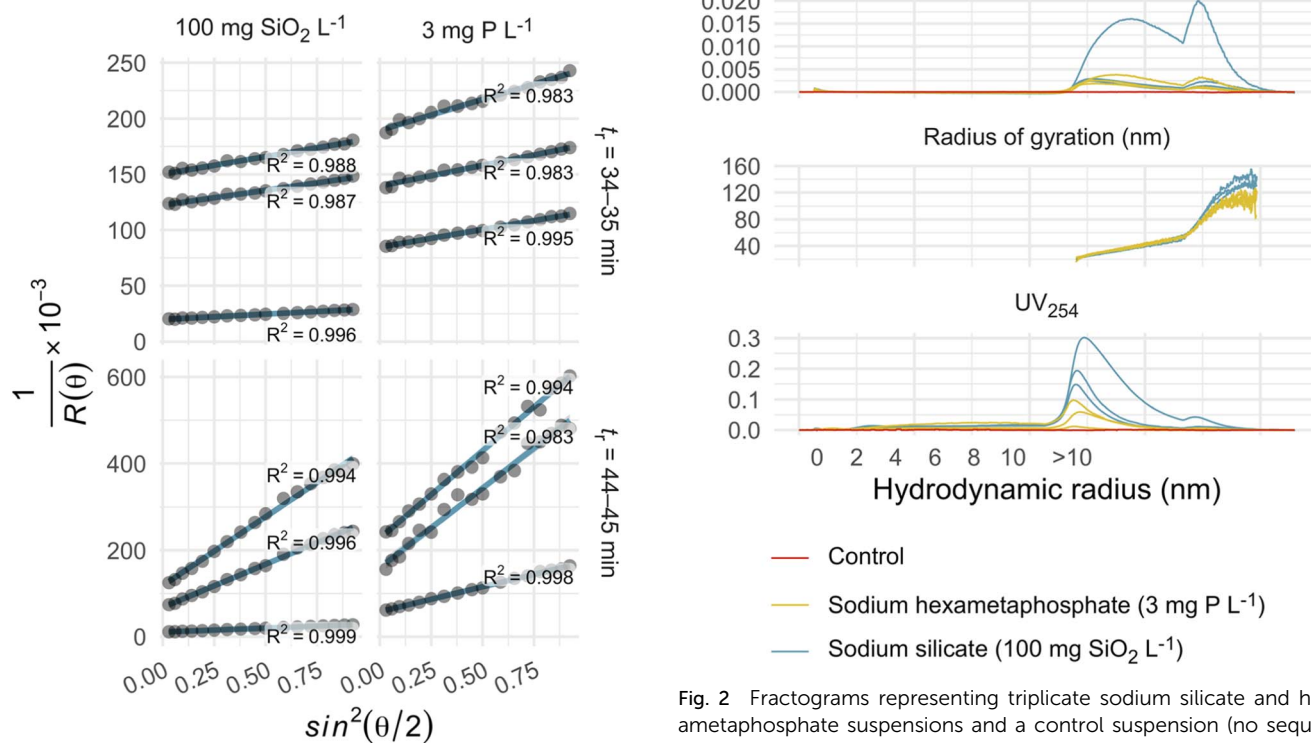 100 mg SiO₂ L⁻¹
3 mg P L⁻¹
250
200
150
100
50
0
R² = 0.988
R² = 0.987
R² = 0.996
R² = 0.983
R² = 0.983
R² = 0.995
tᵣ = 34–35 min
1/R(θ) × 10⁻³
600
400
200
0
R² = 0.994
R² = 0.996
R² = 0.999
R² = 0.994
R² = 0.983
R² = 0.998
tᵣ = 44–45 min
0.00 0.25 0.50 0.75
0.00 0.25 0.50 0.75
sin²(θ/2)
0.020
0.015
0.010
0.005
0.000
Radius of gyration (nm)
160
120
80
40
UV₂₅₄
0.3
0.2
0.1
0.0
0 2 4 6 8 10 >10
Hydrodynamic radius (nm)
Control
Sodium hexametaphosphate (3 mg P L⁻¹)
Sodium silicate (100 mg SiO₂ L⁻¹)
Fig. 2 Fractograms representing triplicate sodium silicate and h
ametaphosphate suspensions and a control suspension (no sequ